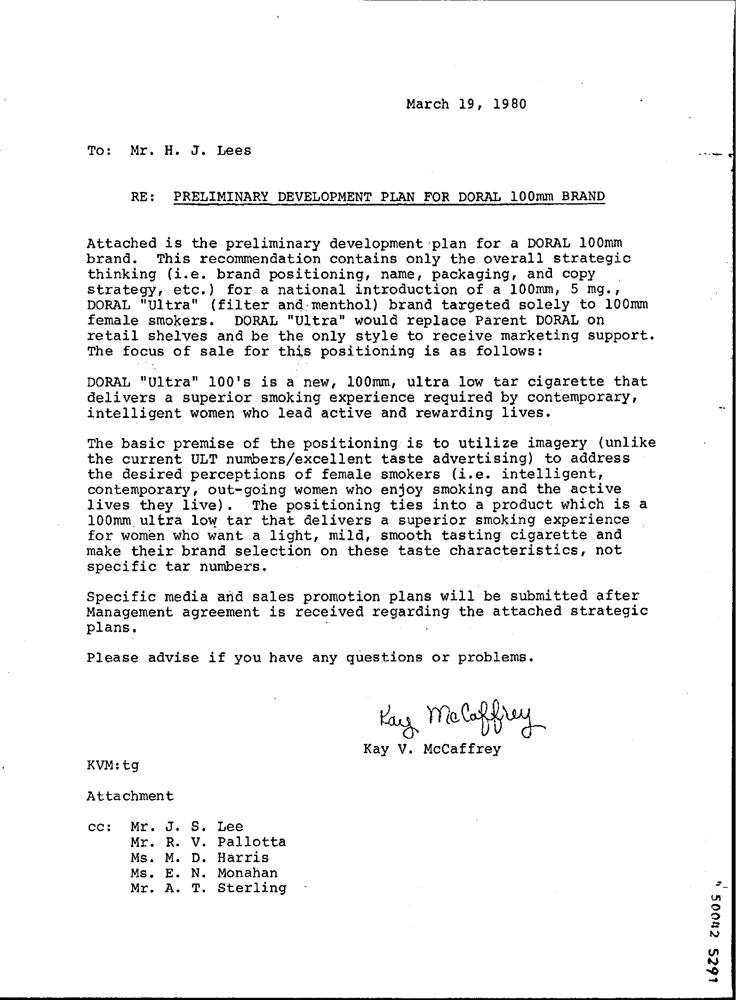 March 19, 1980
To: Mr. H. J. Lees
RE: PRELIMINARY DEVELOPMENT PLAN FOR DORAL 100mm BRAND
Attached is the preliminary development plan for a DORAL 100mm
brand. This recommendation contains only the overall strategic
thinking (i.e. brand positioning, name, packaging, and copy
strategy, etc.) for a national introduction of a 100mm, 5 mg.,
DORAL "Ultra" (filter and menthol) brand targeted solely to 100mm
female smokers. DORAL "Ultra" would replace Parent DORAL on
retail shelves and be the only style to receive marketing support.
The focus of sale for this positioning is as follows:
DORAL "Ultra" 100's is a new, 100mm, ultra low tar cigarette that
delivers a superior smoking experience required by contemporary,
intelligent women who lead active and rewarding lives.
The basic premise of the positioning is to utilize imagery (unlike
the current ULT numbers/excellent taste advertising) to address
the desired perceptions of female smokers (i.e. intelligent,
contemporary, out-going women who enjoy smoking and the active
lives they live). The positioning ties into a product which is a
100mm ultra low tar that delivers a superior smoking experience
for women who want a light, mild, smooth tasting cigarette and
make their brand selection on these taste characteristics, not
specific tar numbers.
Specific media and sales promotion plans will be submitted after
Management agreement is received regarding the attached strategic
plans.
Please advise if you have any questions or problems.
Kay McCaffrey
Kay V. McCaffrey
KVM:tg
Attachment
cc: Mr. J. S. Lee
Mr. R. V. Pallotta
Ms. M. D. Harris
Ms. E. N. Monahan
Mr. A. T. Sterling
50042 5291